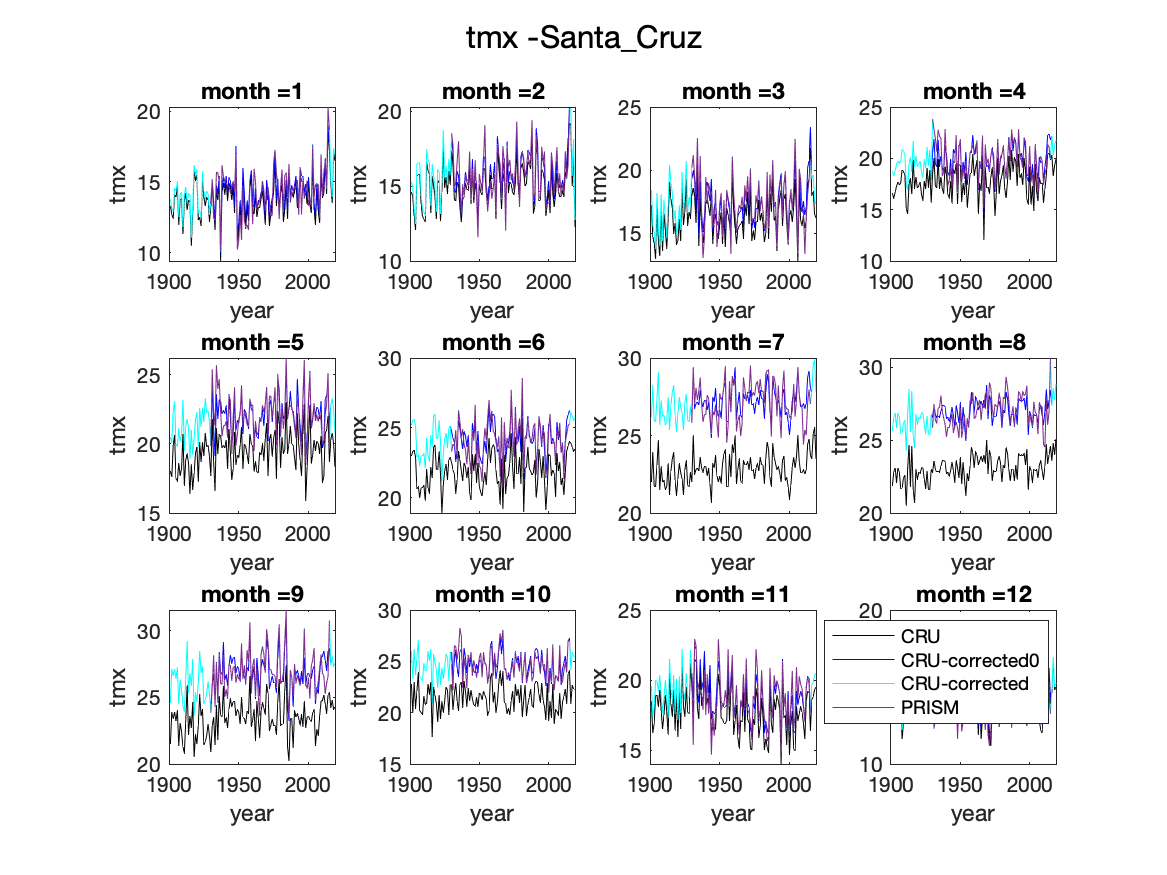 tmx -Santa_Cruz
month =1
month =2
month =3
month =4
20
15
10
tmx
1900 1950 2000
year
20
15
10
tmx
1900 1950 2000
year
25
20
15
tmx
1900 1950 2000
year
25
20
15
10
tmx
1900 1950 2000
year
month =5
month =6
month =7
month =8
25
20
15
tmx
1900 1950 2000
year
30
25
20
tmx
1900 1950 2000
year
30
25
20
tmx
1900 1950 2000
year
30
25
20
tmx
1900 1950 2000
year
month =9
month =10
month =11
month =12
30
25
20
tmx
1900 1950 2000
year
30
25
20
15
tmx
1900 1950 2000
year
25
20
15
tmx
1900 1950 2000
year
20
10
CRU
CRU-corrected0
CRU-corrected
PRISM
1900 1950 2000
year